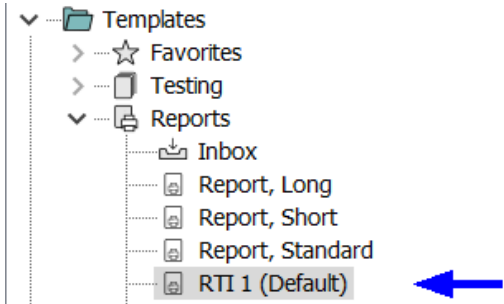 Templates
Favorites
Testing
Reports
Inbox
Report, Long
Report, Short
Report, Standard
RTI 1 (Default)